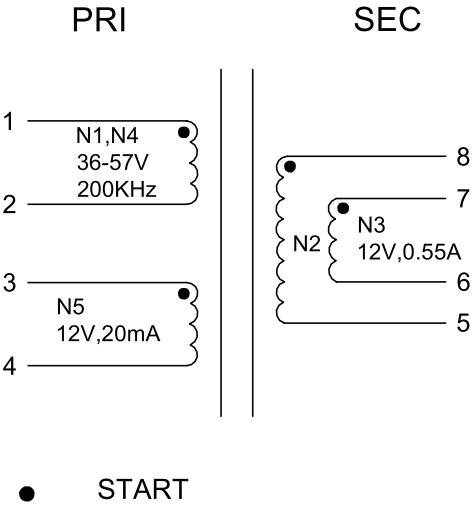 PRI
SEC
1
N1,N4
36-57V
200KHz
2
3
N5
12V,20mA
4
8
7
N3
12V,0.55A
N2
6
5
START